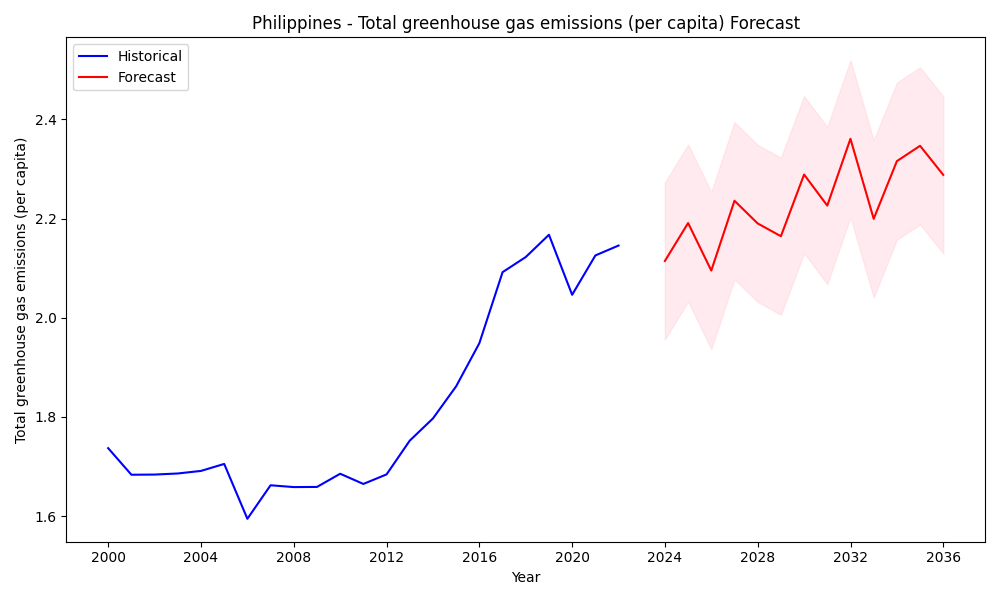 Philippines - Total greenhouse gas emissions (per capita) Forecast
Historical
Forecast
Total greenhouse gas emissions (per capita)
2.4
2.2
2.0
1.8
1.6
2000 2004 2008 2012 2016 2020 2024 2028 2032 2036
Year